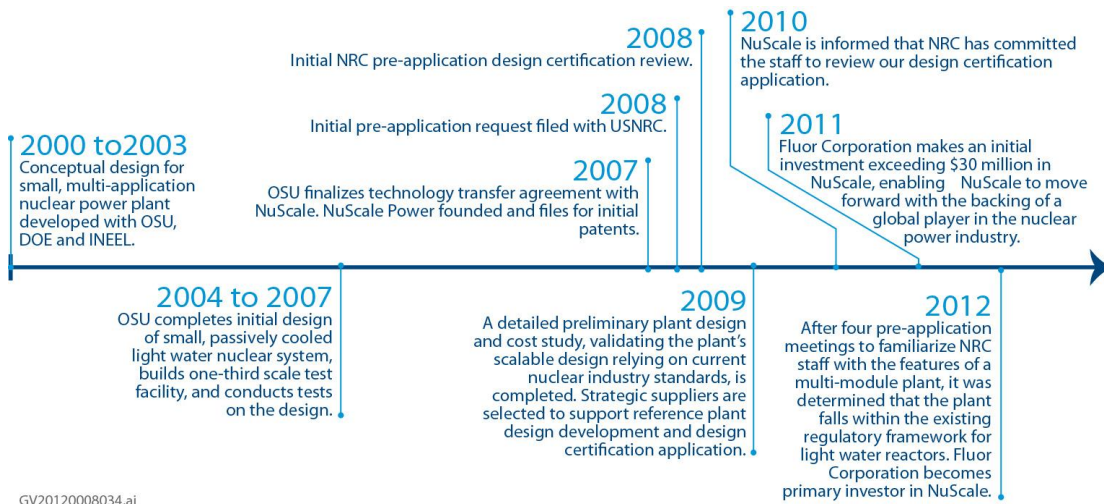 2000 to2003
Conceptual design for
small, multi-application
nuclear power plant
developed with OSU,
DOE and INEEL.
2004 to 2007
OSU completes initial design
of small, passively cooled
light water nuclear system,
builds one-third scale test
facility, and conducts tests
on the design.
2007
OSU finalizes technology transfer agreement with
NuScale. NuScale Power founded and files for initial
patents.
2008
Initial pre-application request filed with USNRC.
2008
Initial NRC pre-application design certification review.
2009
A detailed preliminary plant design
and cost study, validating the plant's
scalable design relying on current
nuclear industry standards, is
completed. Strategic suppliers are
selected to support reference plant
design development and design
certification application.
2010
NuScale is informed that NRC has committed
the staff to review our design certification
application.
2011
Fluor Corporation makes an initial
investment exceeding $30 million in
NuScale, enabling NuScale to move
forward with the backing of a
global player in the nuclear
power industry.
2012
After four pre-application
meetings to familiarize NRC
staff with the features of a
multi-module plant, it was
determined that the plant
falls within the existing
regulatory framework for
light water reactors. Fluor
Corporation becomes
primary investor in NuScale.
GV20120008034.ai